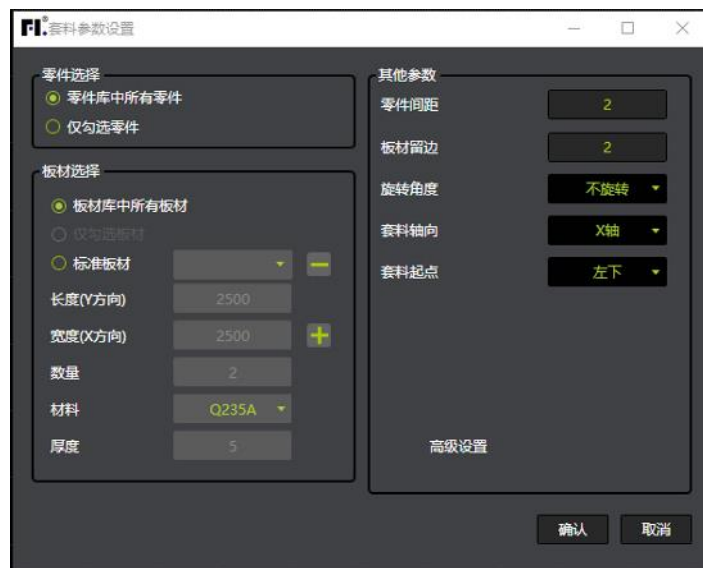 FI.® 套料参数设置
零件选择
零件库中所有零件
仅勾选零件
板材选择
板材库中所有板材
仅勾选板材
标准板材
长度(Y方向) 2500
宽度(X方向) 2500
数量 2
材料 Q235A
厚度 5
其他参数
零件间距 2
板材留边 2
旋转角度 不旋转
套料轴向 X轴
套料起点 左下
高级设置
确认 取消